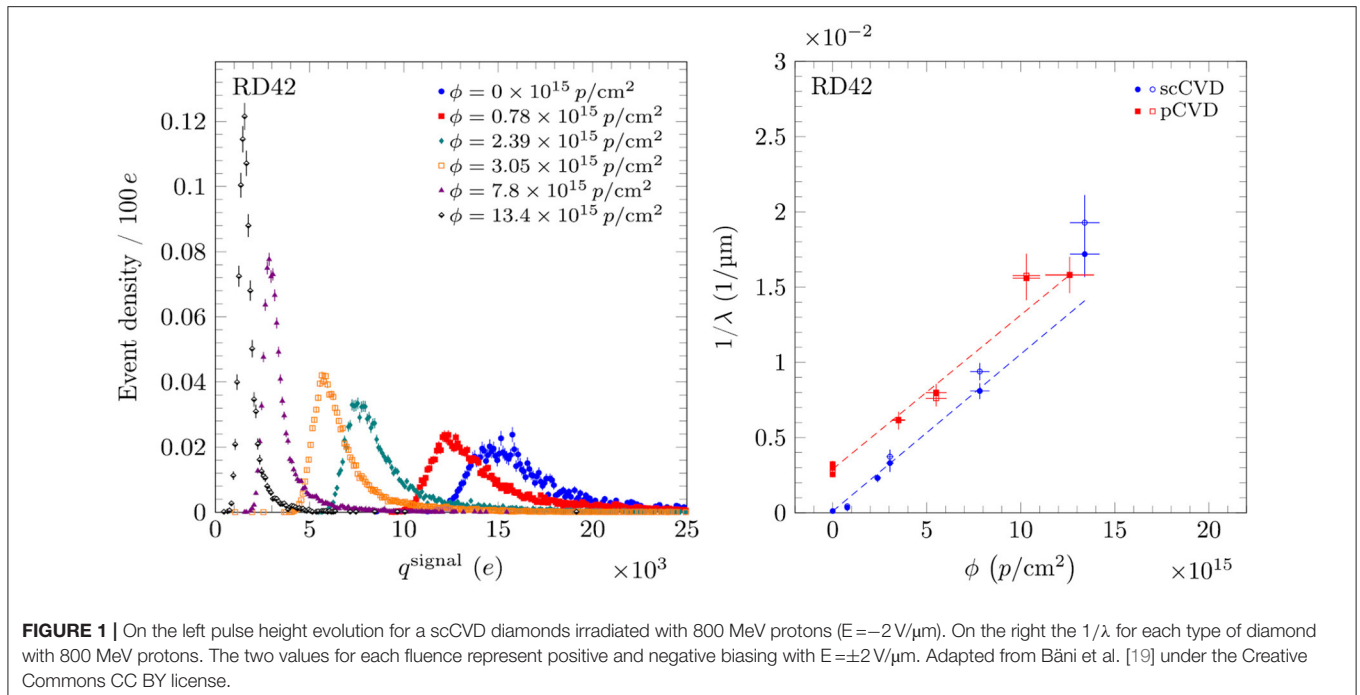 RD42
ϕ = 0 × 10¹⁵ p/cm²
ϕ = 0.78 × 10¹⁵ p/cm²
ϕ = 2.39 × 10¹⁵ p/cm²
ϕ = 3.05 × 10¹⁵ p/cm²
ϕ = 7.8 × 10¹⁵ p/cm²
ϕ = 13.4 × 10¹⁵ p/cm²
Event density / 100 e
0.12
0.1
0.08
0.06
0.04
0.02
0
0 5 10 15 20 25
q^signal (e) ×10³
×10⁻²
RD42
scCVD
pCVD
1/λ (1/μm)
3
2.5
2
1.5
1
0.5
0
0 5 10 15 20
ϕ (p/cm²) ×10¹⁵
FIGURE 1 | On the left pulse height evolution for a scCVD diamonds irradiated with 800 MeV protons (E =−2 V/μm). On the right the 1/λ for each type of diamond
with 800 MeV protons. The two values for each fluence represent positive and negative biasing with E =±2 V/μm. Adapted from Bäni et al. [19] under the Creative
Commons CC BY license.